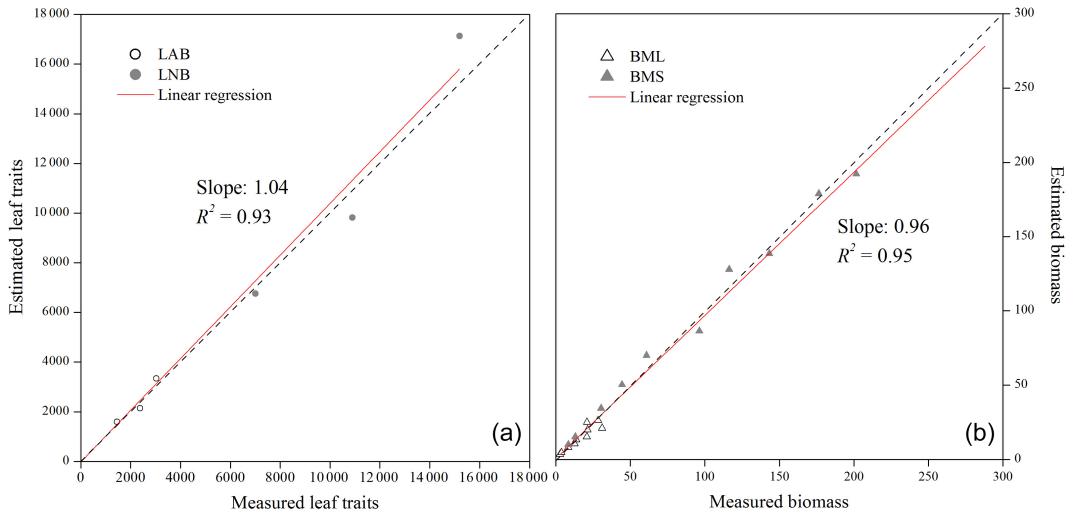 18 000
16 000
14 000
12 000
10 000
8000
6000
4000
2000
0
Estimated leaf traits
LAB
LNB
Linear regression
Slope: 1.04
R² = 0.93
(a)
0 2000 4000 6000 8000 10 000 12 000 14 000 16 000 18 000
Measured leaf traits
BML
BMS
Linear regression
Slope: 0.96
R² = 0.95
(b)
0 50 100 150 200 250 300
Measured biomass
300
250
200
150
100
50
0
Estimated biomass